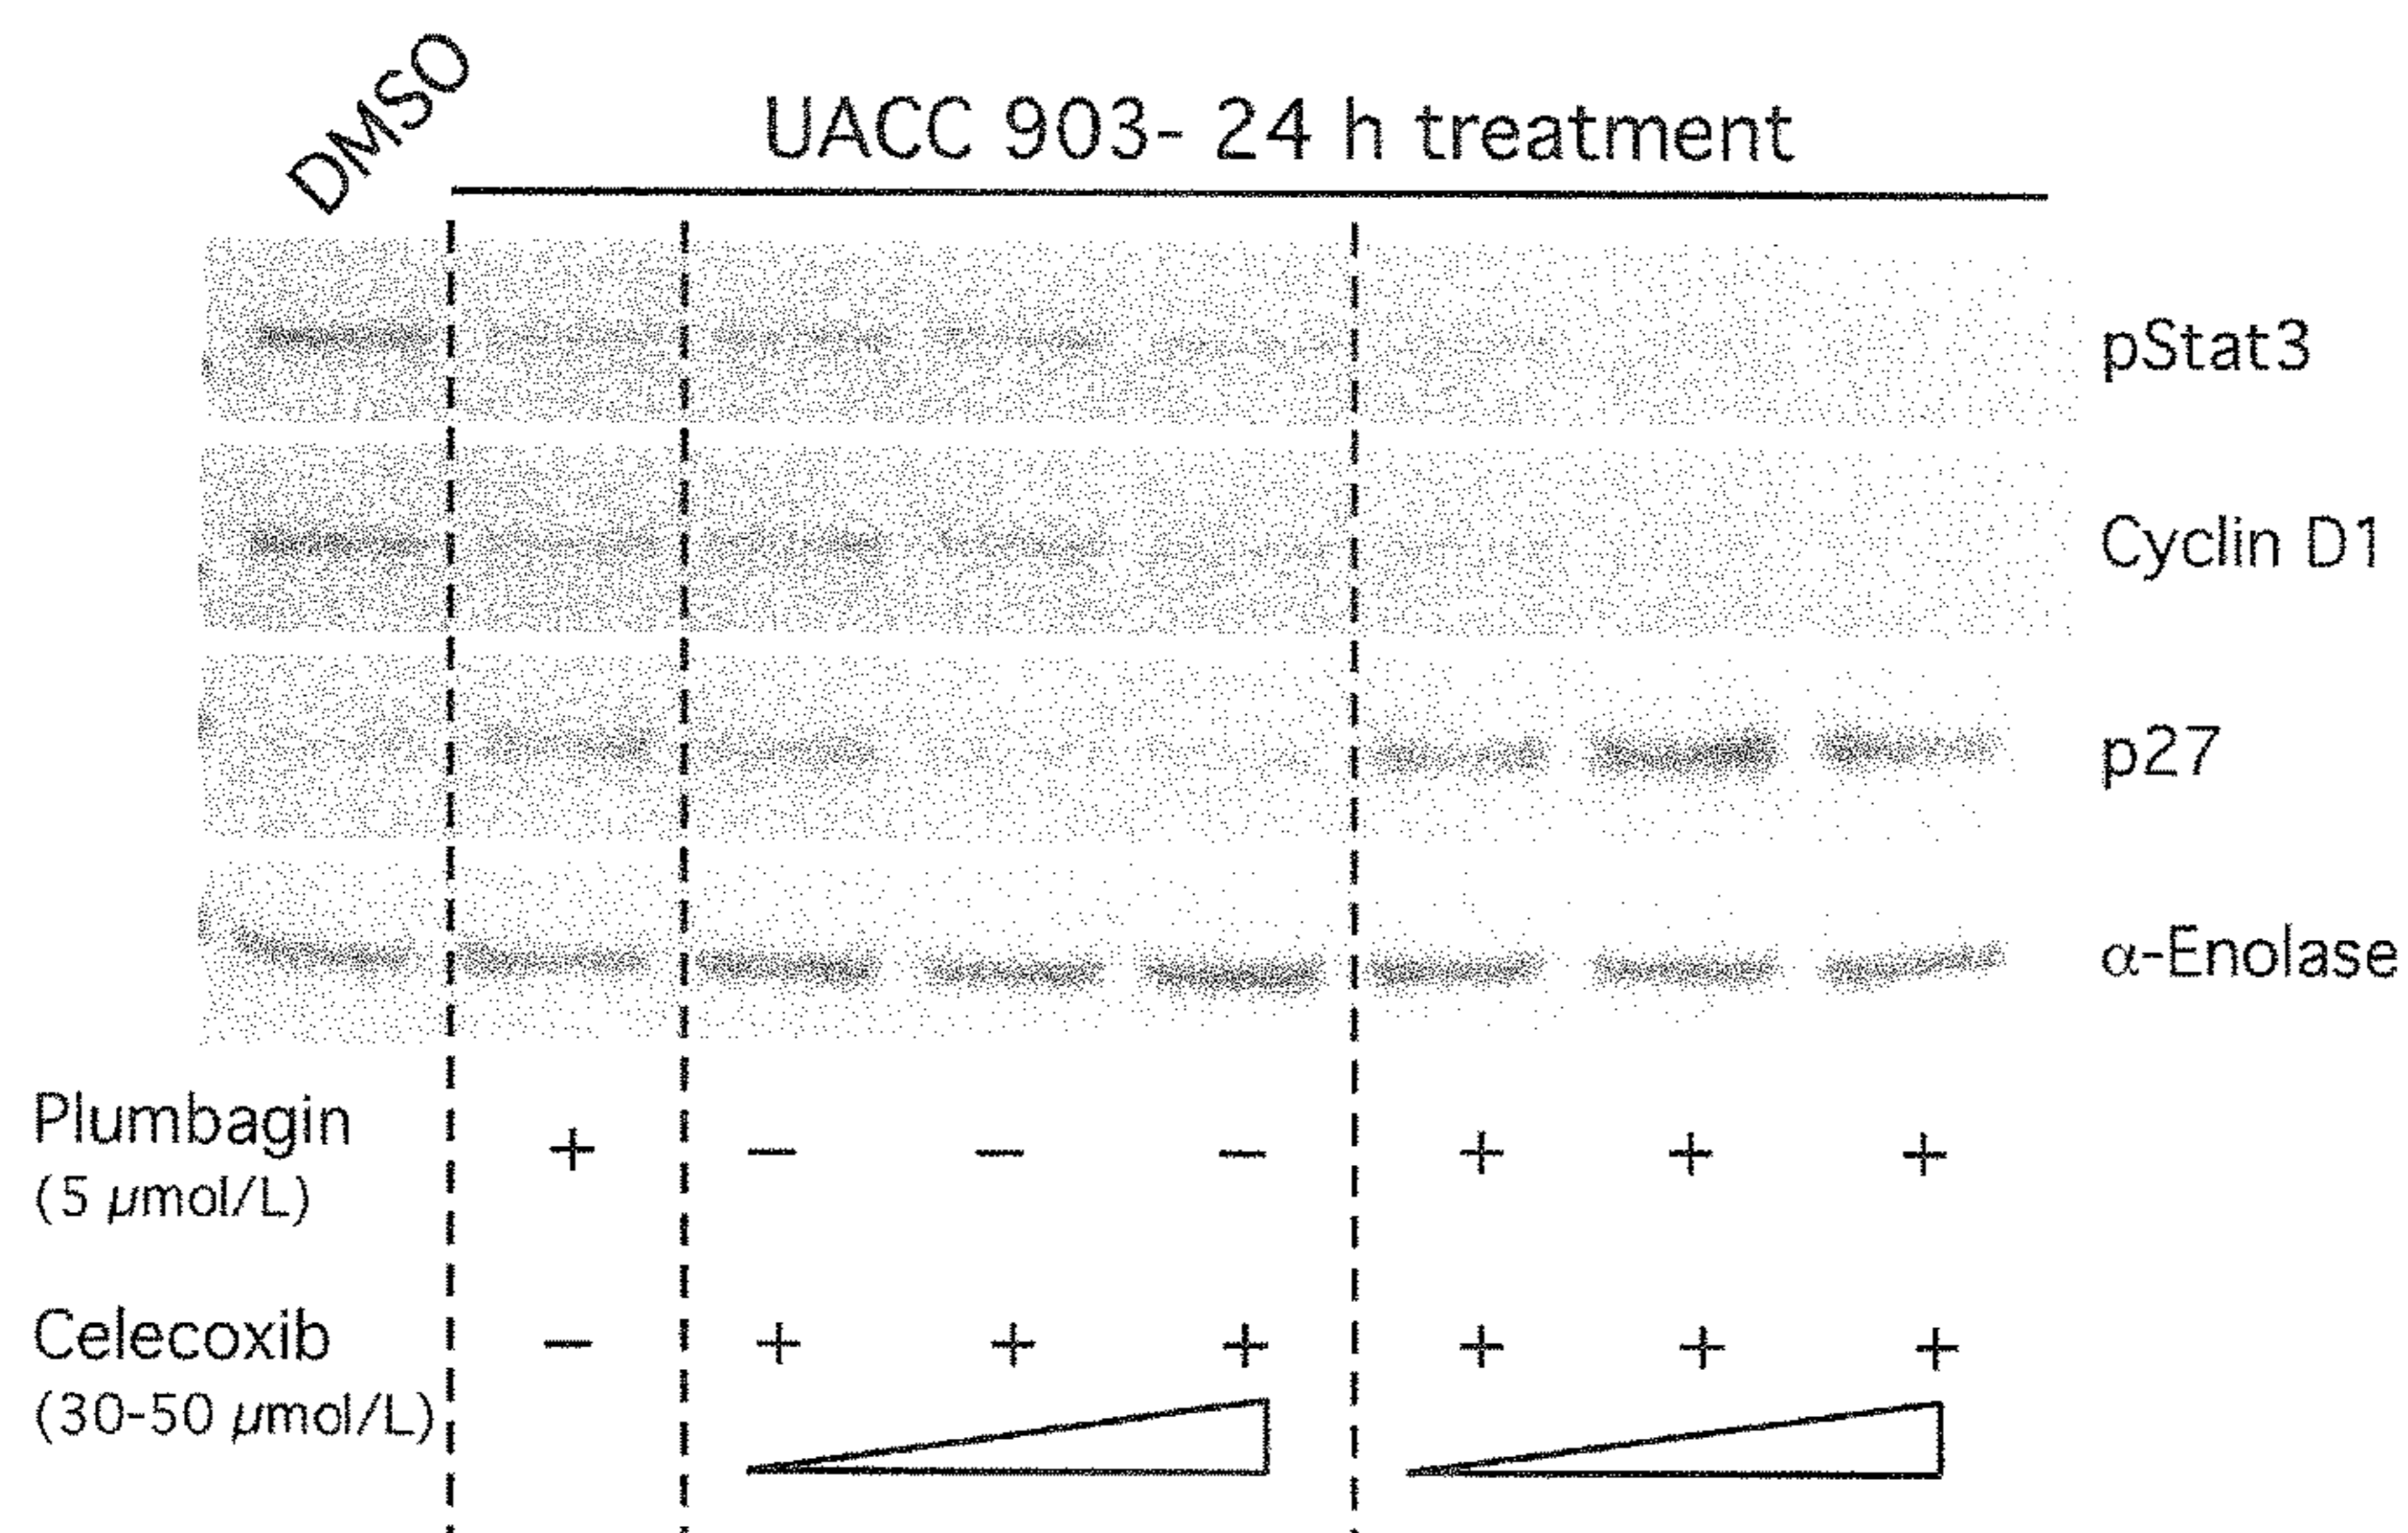 DMSO
UACC 903- 24 h treatment
pStat3
Cyclin D1
p27
α-Enolase
Plumbagin + − − − + + +
(5 µmol/L)
Celecoxib − + + + + + +
(30-50 µmol/L)